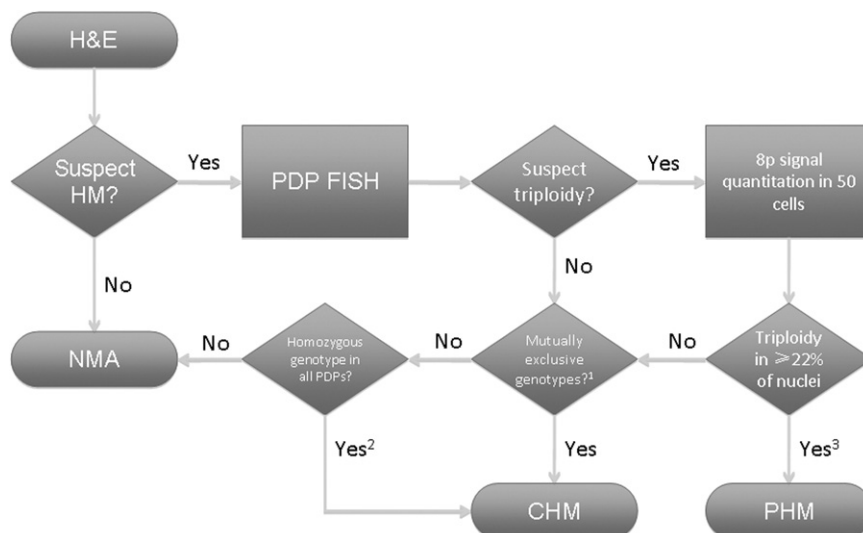 H&E
Suspect
HM?
Yes
PDP FISH
Suspect
triploidy?
Yes
8p signal
quantitation in 50
cells
No
No
NMA
No
Homozygous
genotype in
all PDPs?
No
Mutually
exclusive
genotypes?¹
No
Triploidy
in ⩾22%
of nuclei
Yes²
Yes
Yes³
CHM
PHM